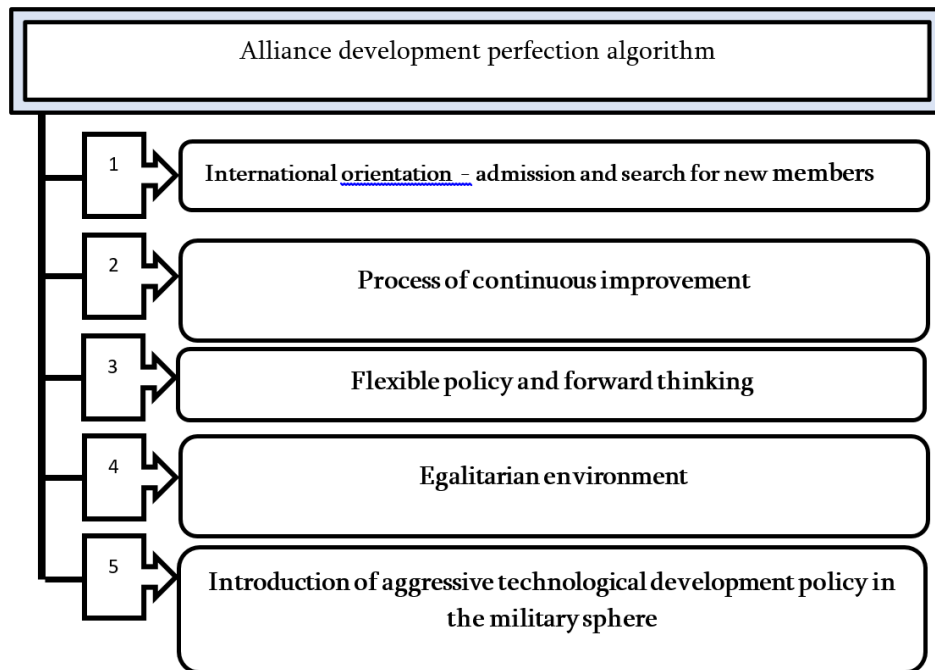 Alliance development perfection algorithm
1
International orientation - admission and search for new members
2
Process of continuous improvement
3
Flexible policy and forward thinking
4
Egalitarian environment
5
Introduction of aggressive technological development policy in
the military sphere